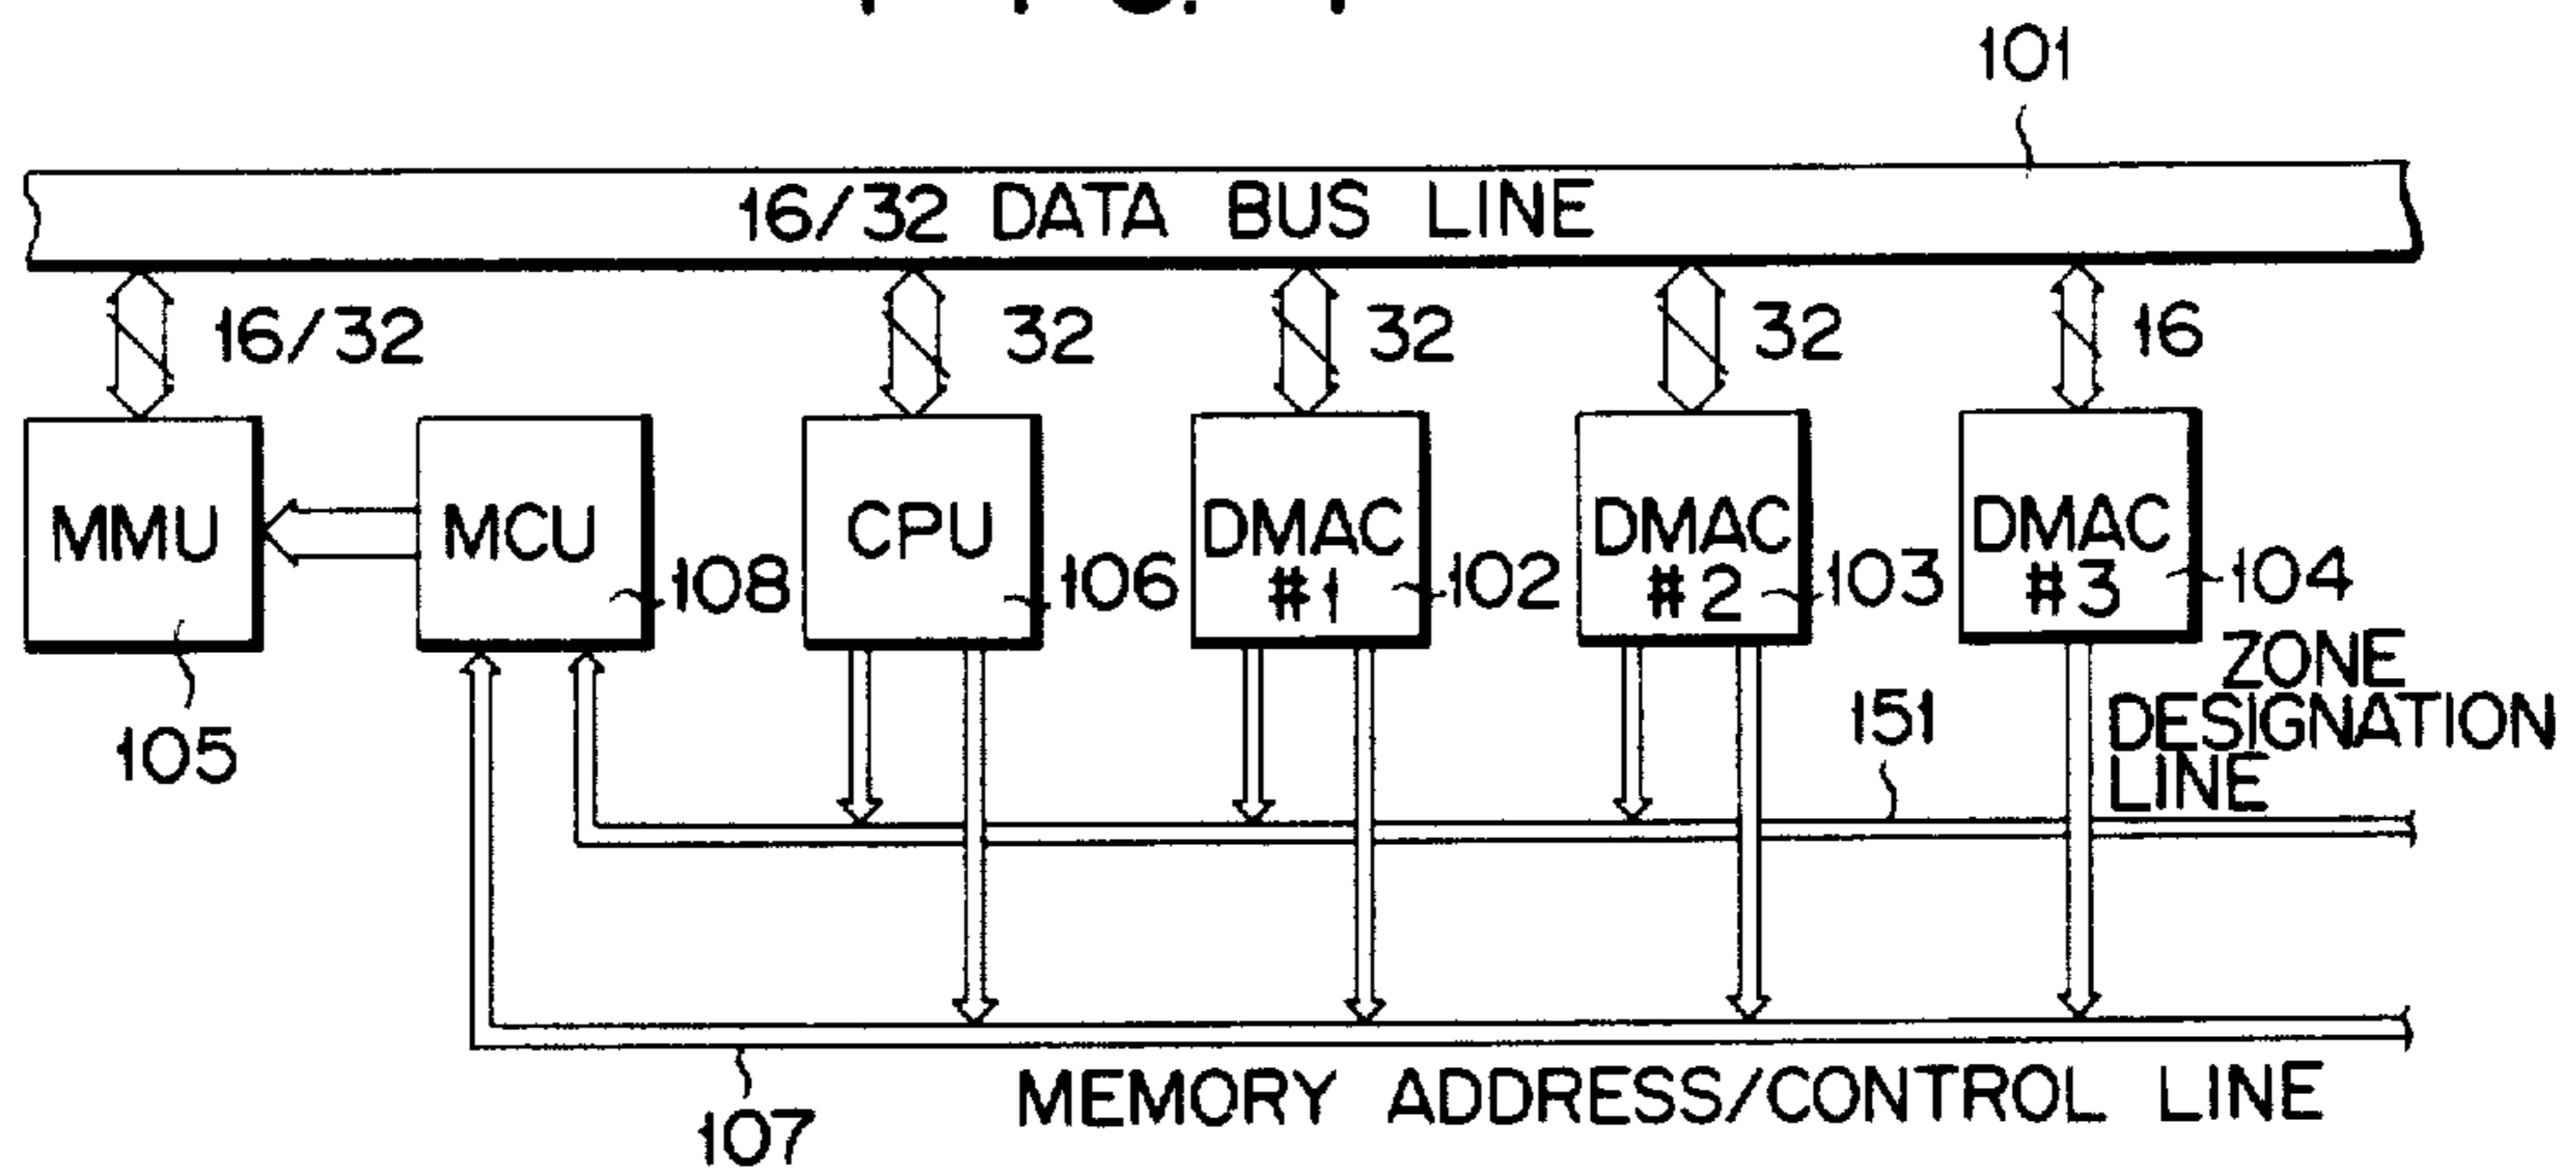 101
16/32 DATA BUS LINE
16/32
32
32
32
16
MMU
MCU
CPU
DMAC
#1
DMAC
#2
DMAC
#3
108
106
102
103
104
105
151
ZONE
DESIGNATION
LINE
107
MEMORY ADDRESS/CONTROL LINE